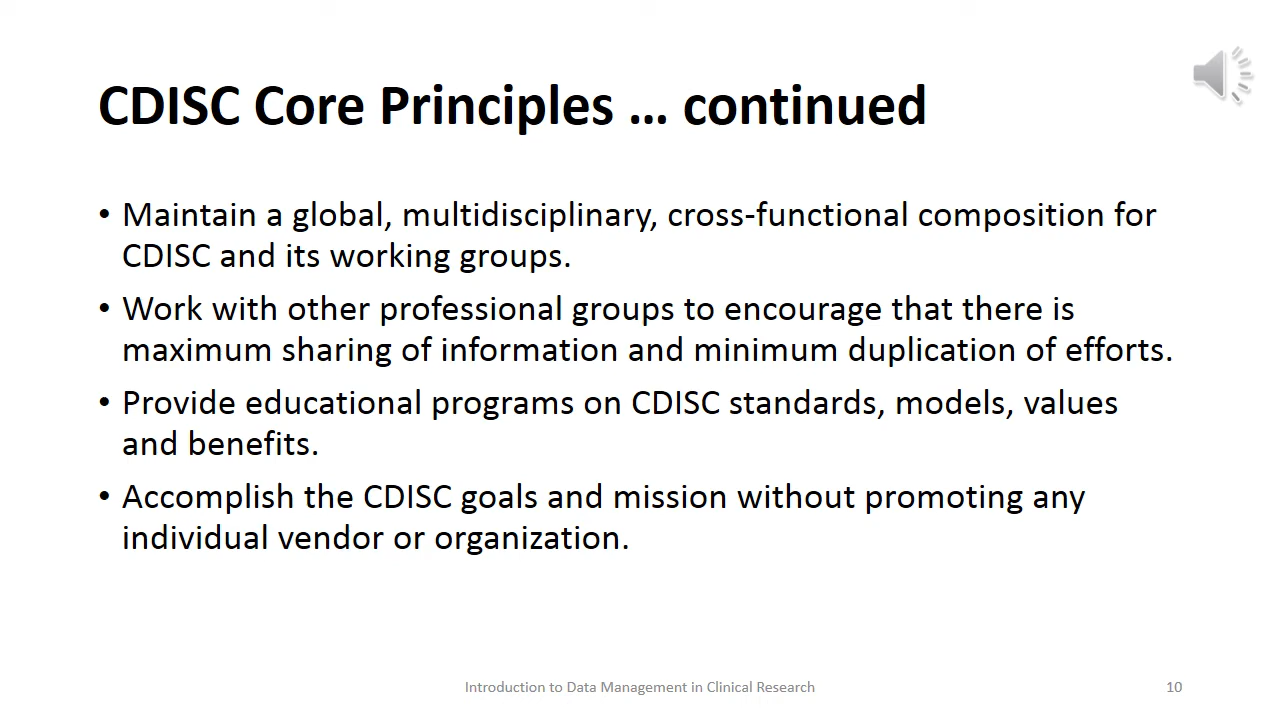 CDISC Core Principles … continued
• Maintain a global, multidisciplinary, cross-functional composition for
CDISC and its working groups.
• Work with other professional groups to encourage that there is
maximum sharing of information and minimum duplication of efforts.
• Provide educational programs on CDISC standards, models, values
and benefits.
• Accomplish the CDISC goals and mission without promoting any
individual vendor or organization.
Introduction to Data Management in Clinical Research
10